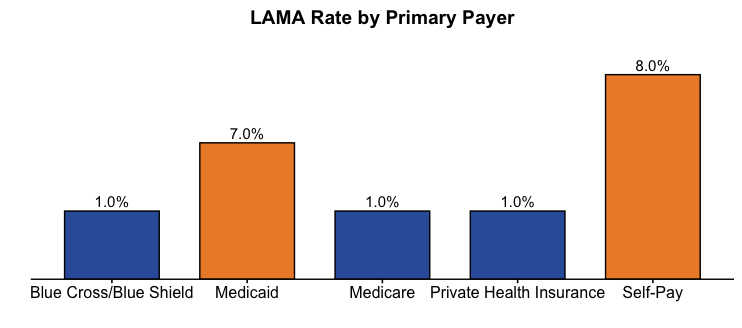 LAMA Rate by Primary Payer
8.0%
7.0%
1.0% 1.0% 1.0%
Blue Cross/Blue Shield Medicaid Medicare Private Health Insurance Self-Pay